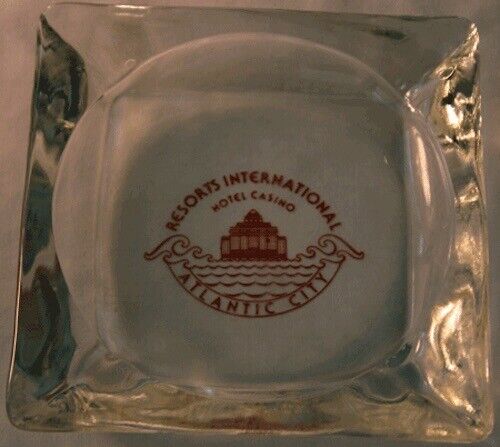 RESORTS INTERNATIONAL
HOTEL CASINO
ATLANTIC CITY